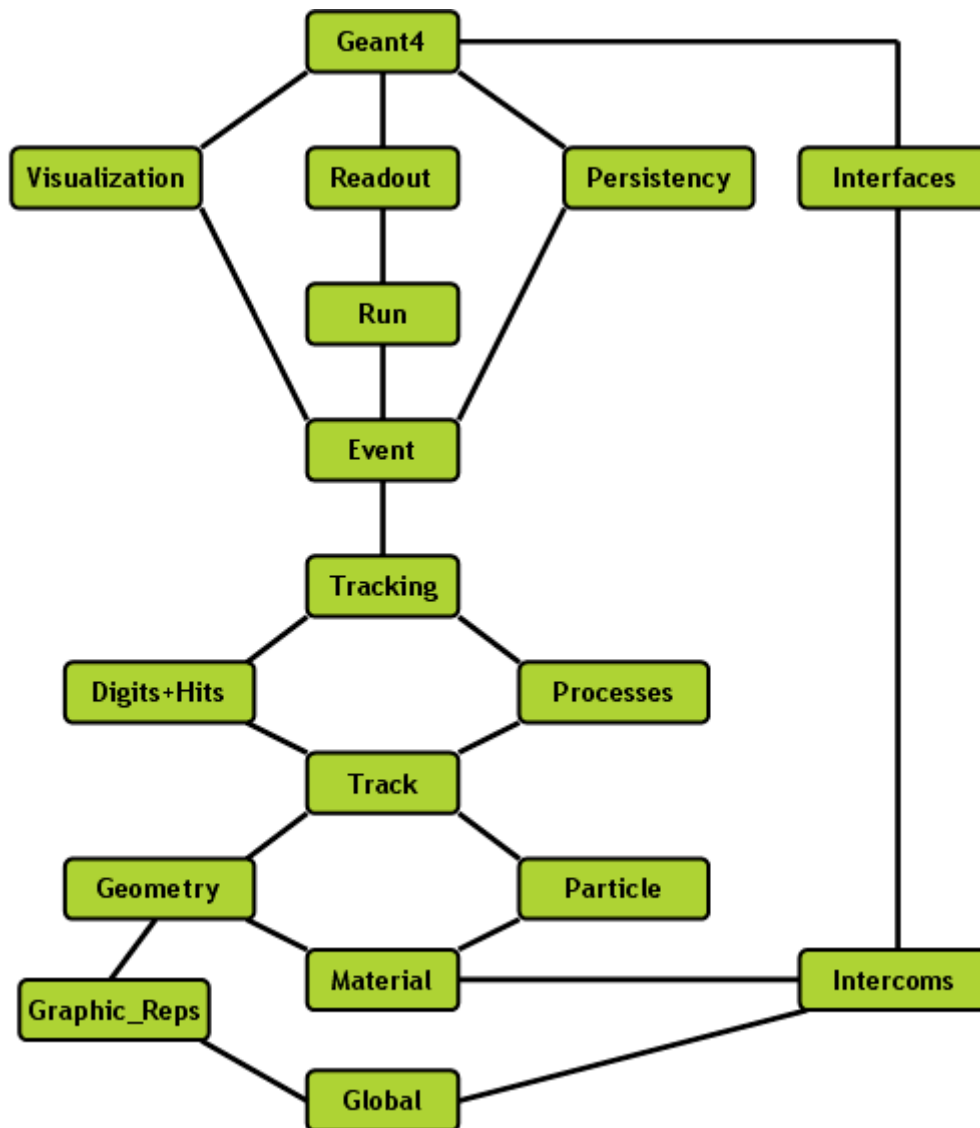 Geant4
Visualization
Readout
Persistency
Interfaces
Run
Event
Tracking
Digits+Hits
Processes
Track
Geometry
Particle
Material
Intercoms
Graphic_Reps
Global